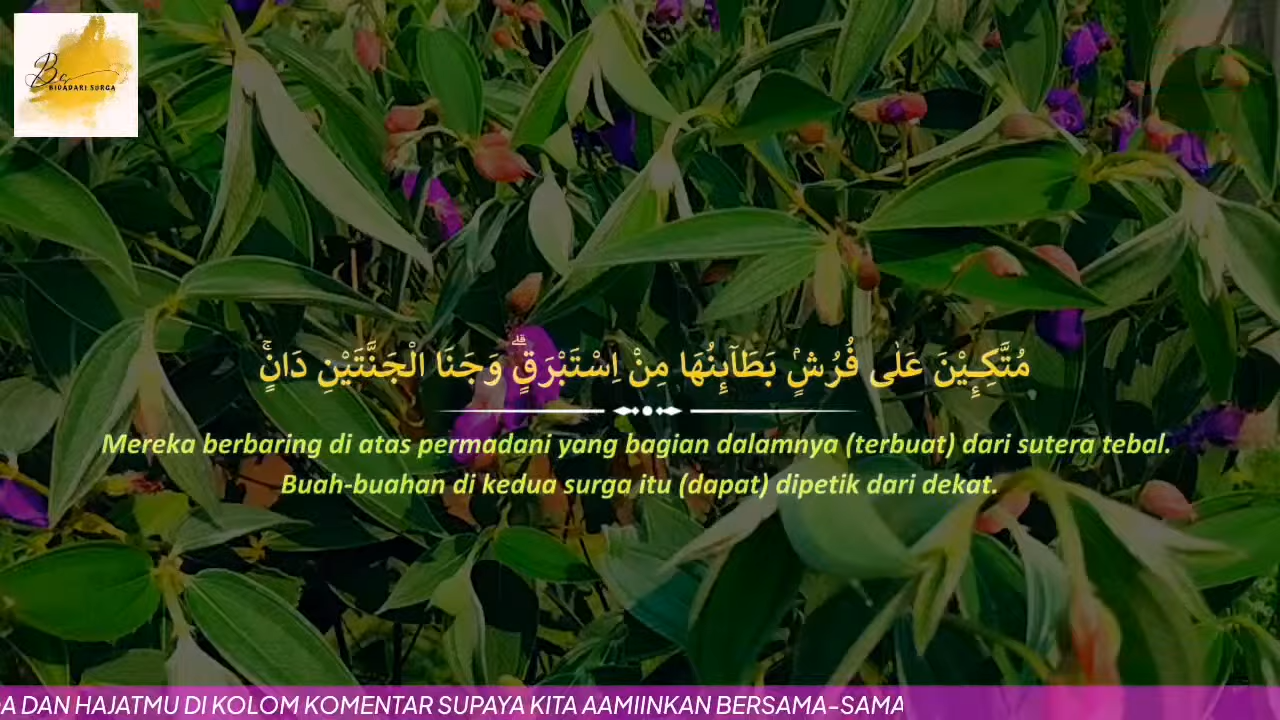 Bs
BIDADARI SURGA
مُتَّكِـِٕيْنَ عَلٰى فُرُشٍۢ بَطَاۤىِٕنُهَا مِنْ اِسْتَبْرَقٍۗ وَجَنَا الْجَنَّتَيْنِ دَانٍۚ
Mereka berbaring di atas permadani yang bagian dalamnya (terbuat) dari sutera tebal.
Buah-buahan di kedua surga itu (dapat) dipetik dari dekat.
A DAN HAJATMU DI KOLOM KOMENTAR SUPAYA KITA AAMIINKAN BERSAMA-SAMA